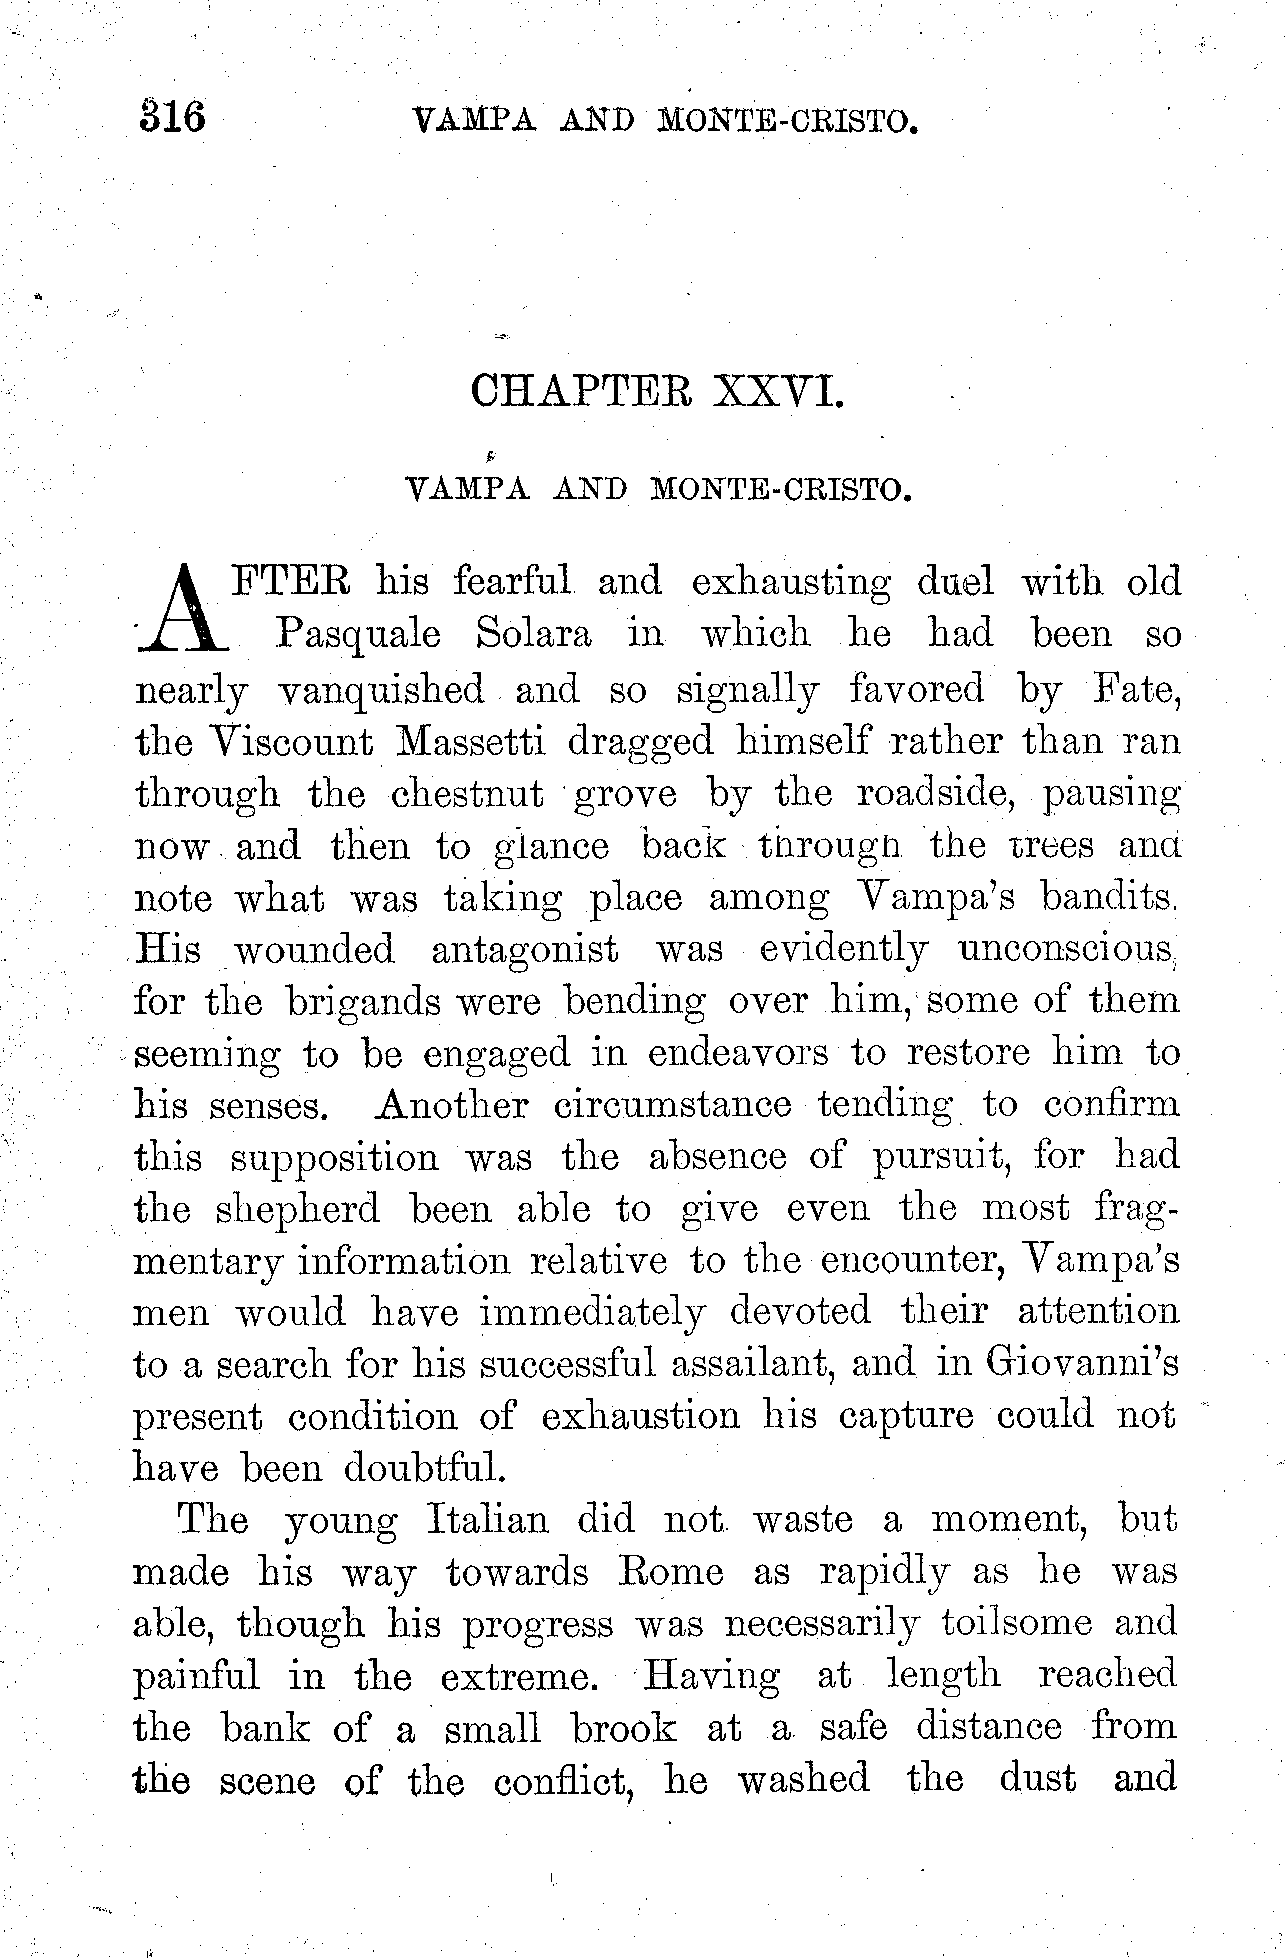 316 VAMPA AND MONTE-CRISTO.
CHAPTER XXVI.
VAMPA AND MONTE-CRISTO.
AFTER his fearful and exhausting duel with old
Pasquale Solara in which he had been so
nearly vanquished and so signally favored by Fate,
the Viscount Massetti dragged himself rather than ran
through the chestnut grove by the roadside, pausing
now and then to glance back through the trees and
note what was taking place among Vampa's bandits.
His wounded antagonist was evidently unconscious,
for the brigands were bending over him, some of them
seeming to be engaged in endeavors to restore him to
his senses. Another circumstance tending to confirm
this supposition was the absence of pursuit, for had
the shepherd been able to give even the most frag-
mentary information relative to the encounter, Vampa's
men would have immediately devoted their attention
to a search for his successful assailant, and in Giovanni's
present condition of exhaustion his capture could not
have been doubtful.
The young Italian did not waste a moment, but
made his way towards Rome as rapidly as he was
able, though his progress was necessarily toilsome and
painful in the extreme. Having at length reached
the bank of a small brook at a safe distance from
the scene of the conflict, he washed the dust and